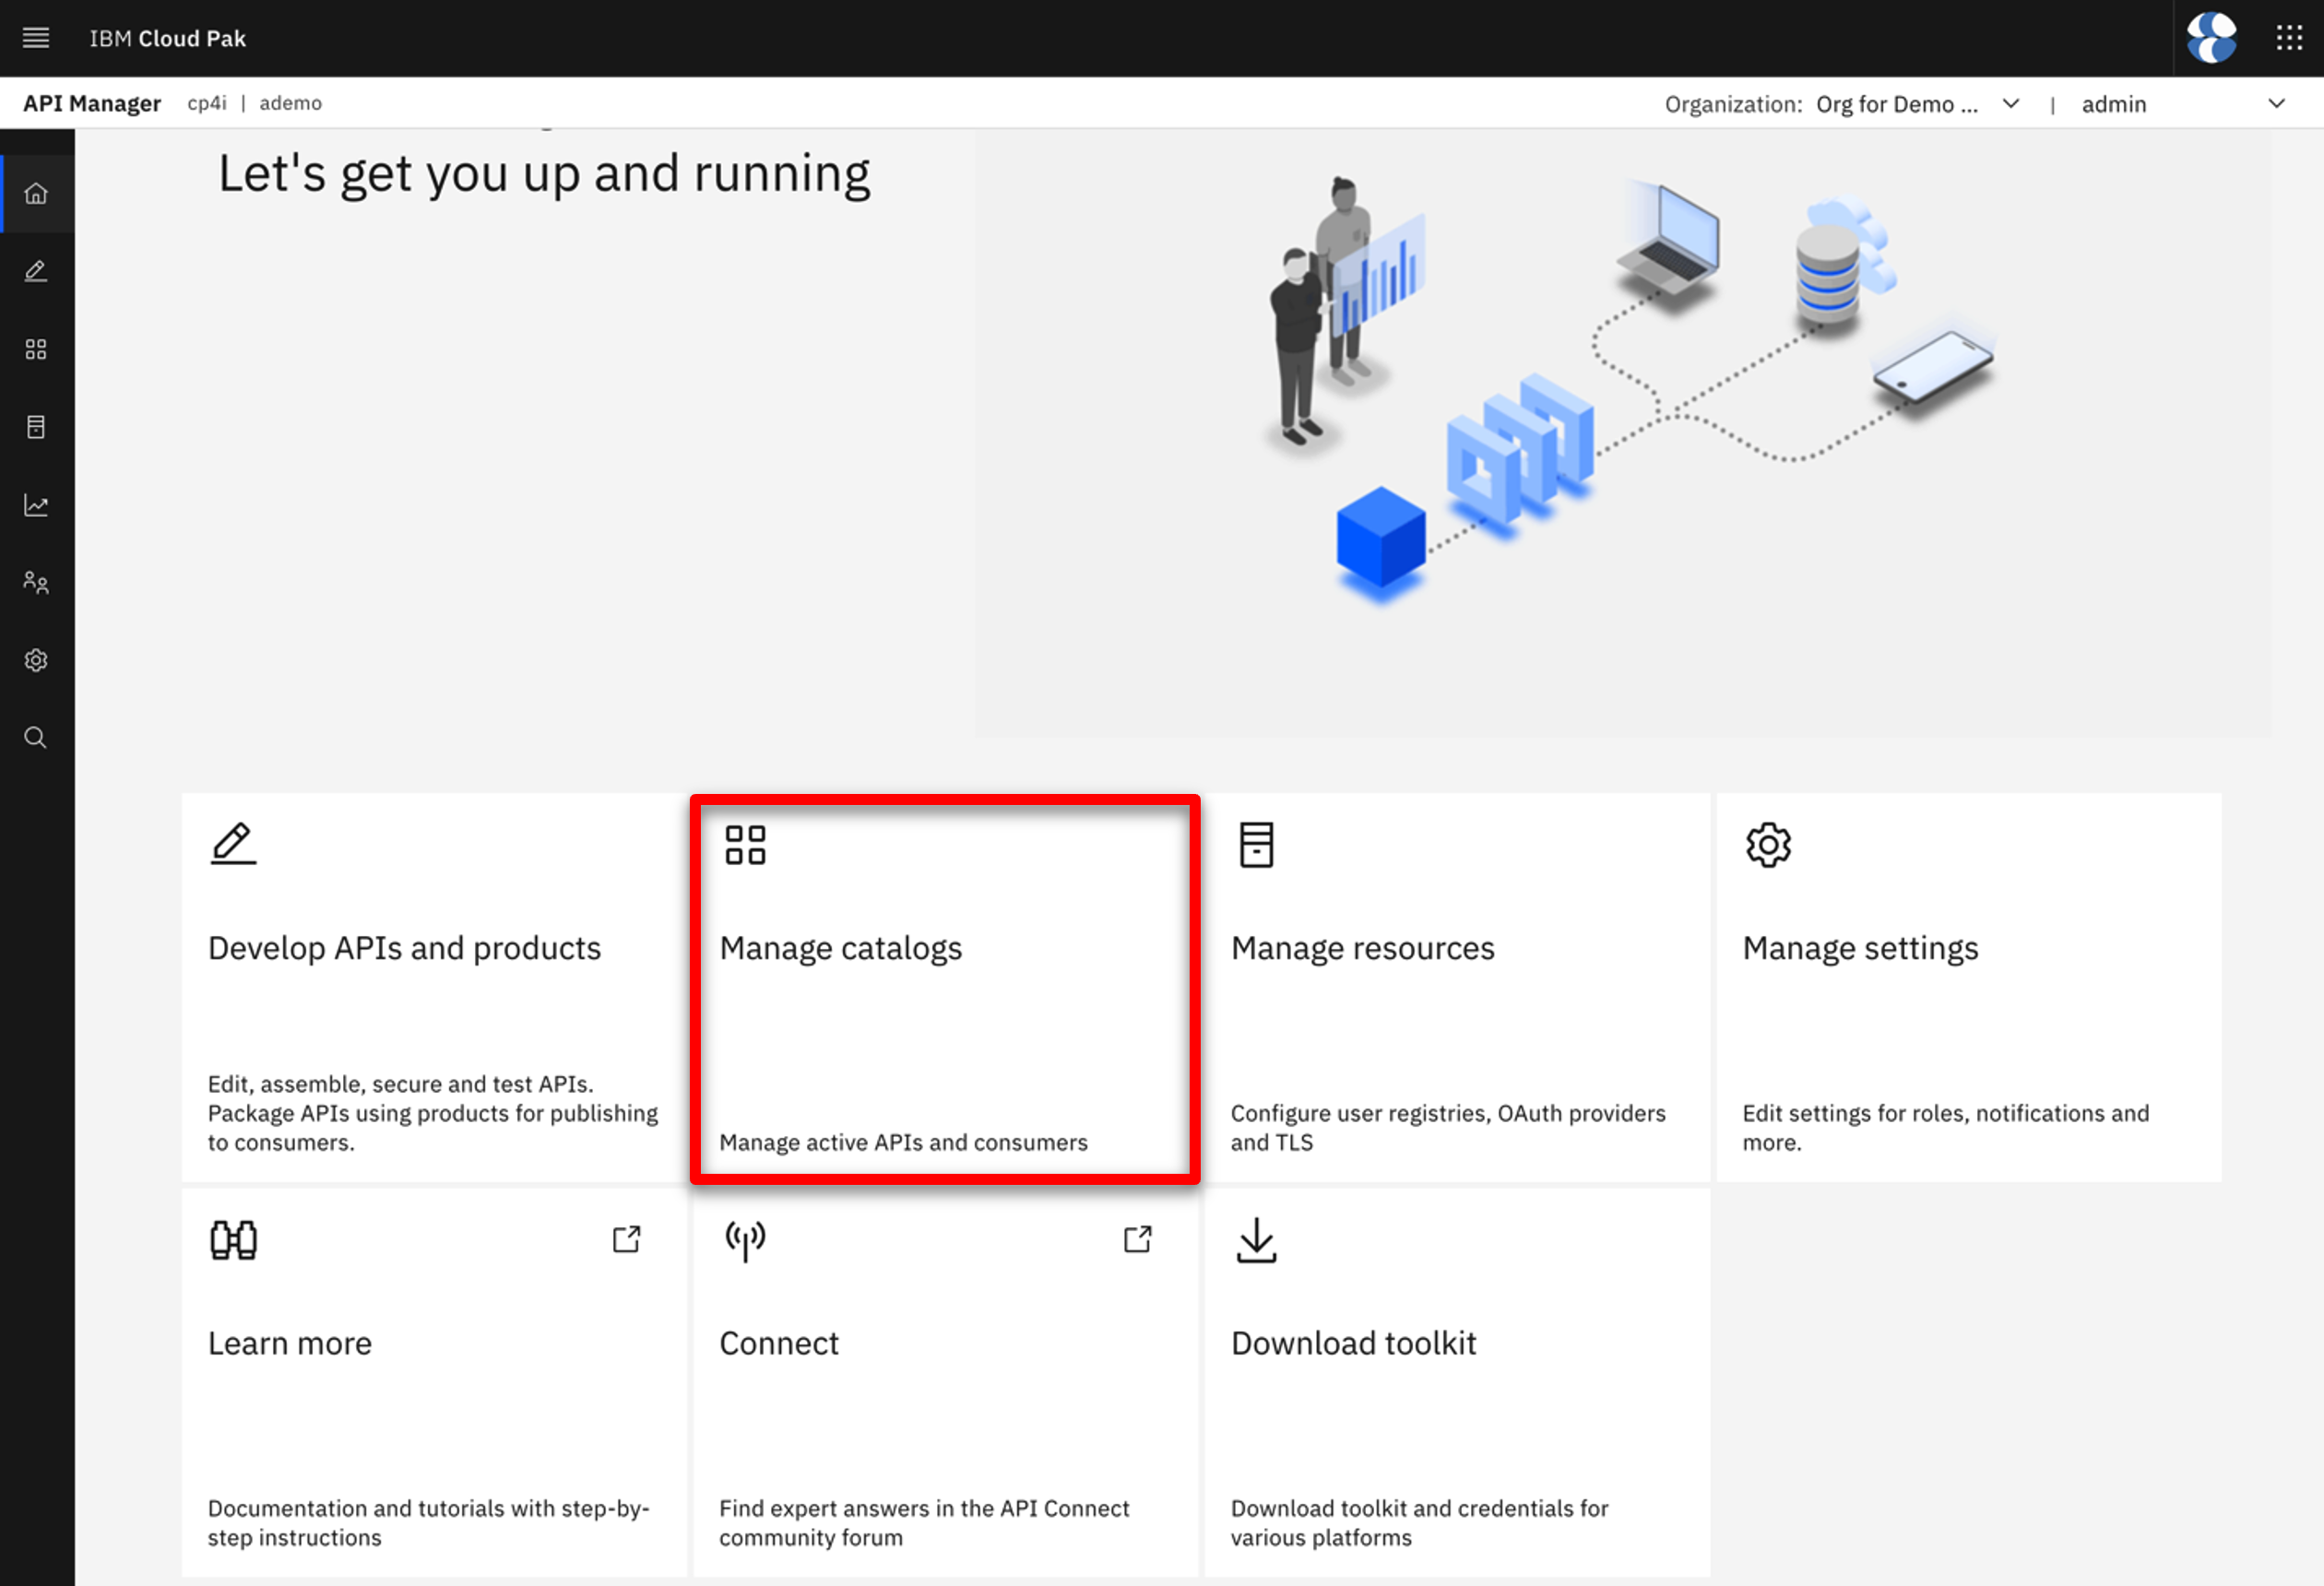 IBM Cloud Pak
API Manager cp4i | ademo Organization: Org for Demo ... | admin
Let's get you up and running
Develop APIs and products
Edit, assemble, secure and test APIs.
Package APIs using products for publishing
to consumers.
Manage catalogs
Manage active APIs and consumers
Manage resources
Configure user registries, OAuth providers
and TLS
Manage settings
Edit settings for roles, notifications and
more.
Learn more
Documentation and tutorials with step-by-
step instructions
Connect
Find expert answers in the API Connect
community forum
Download toolkit
Download toolkit and credentials for
various platforms